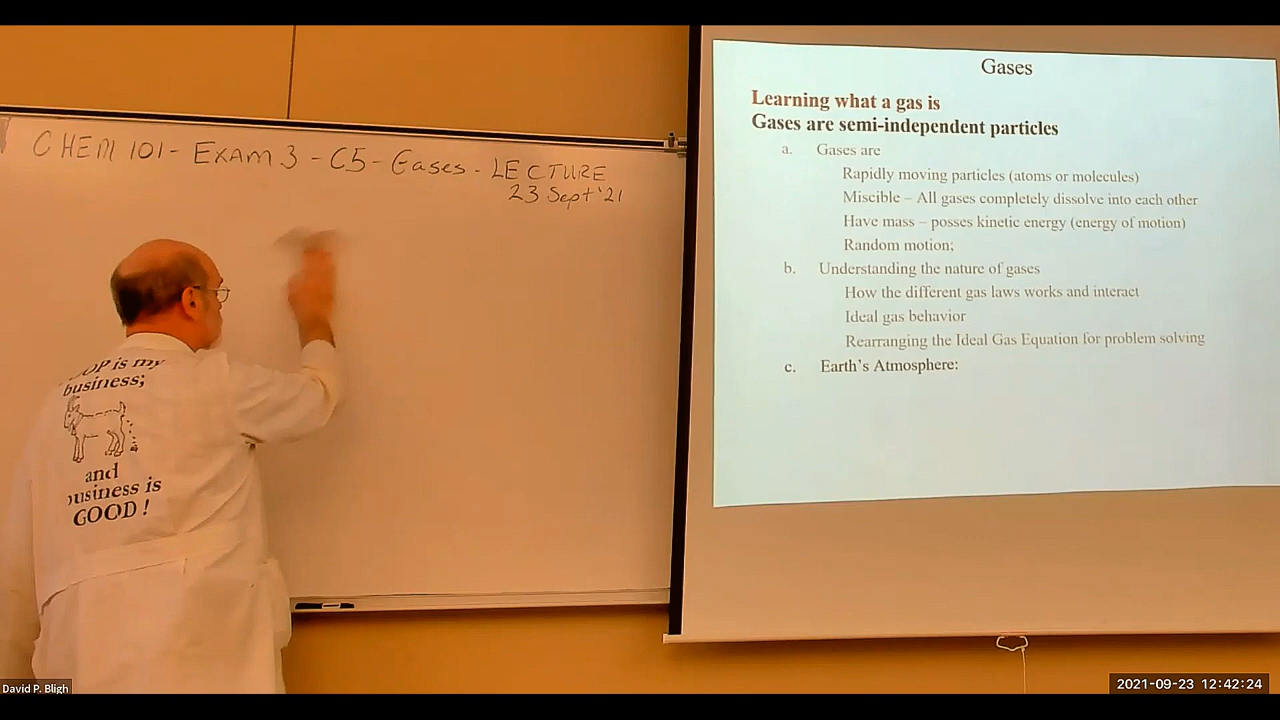 CHEM 101 - EXAM 3 - C5 - Gases - LECTURE
23 Sept '21
is my
business;
and
usiness is
GOOD !
Gases
Learning what a gas is
Gases are semi-independent particles
a. Gases are
Rapidly moving particles (atoms or molecules)
Miscible – All gases completely dissolve into each other
Have mass – posses kinetic energy (energy of motion)
Random motion;
b. Understanding the nature of gases
How the different gas laws works and interact
Ideal gas behavior
Rearranging the Ideal Gas Equation for problem solving
c. Earth's Atmosphere:
David P. Bligh
2021-09-23 12:42:24